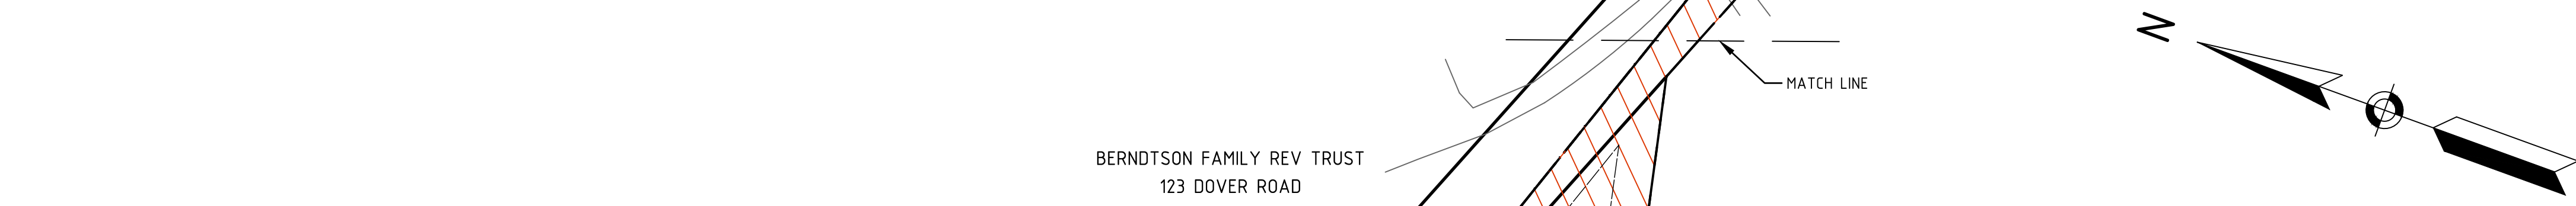 N
MATCH LINE
BERNDTSON FAMILY REV TRUST
123 DOVER ROAD